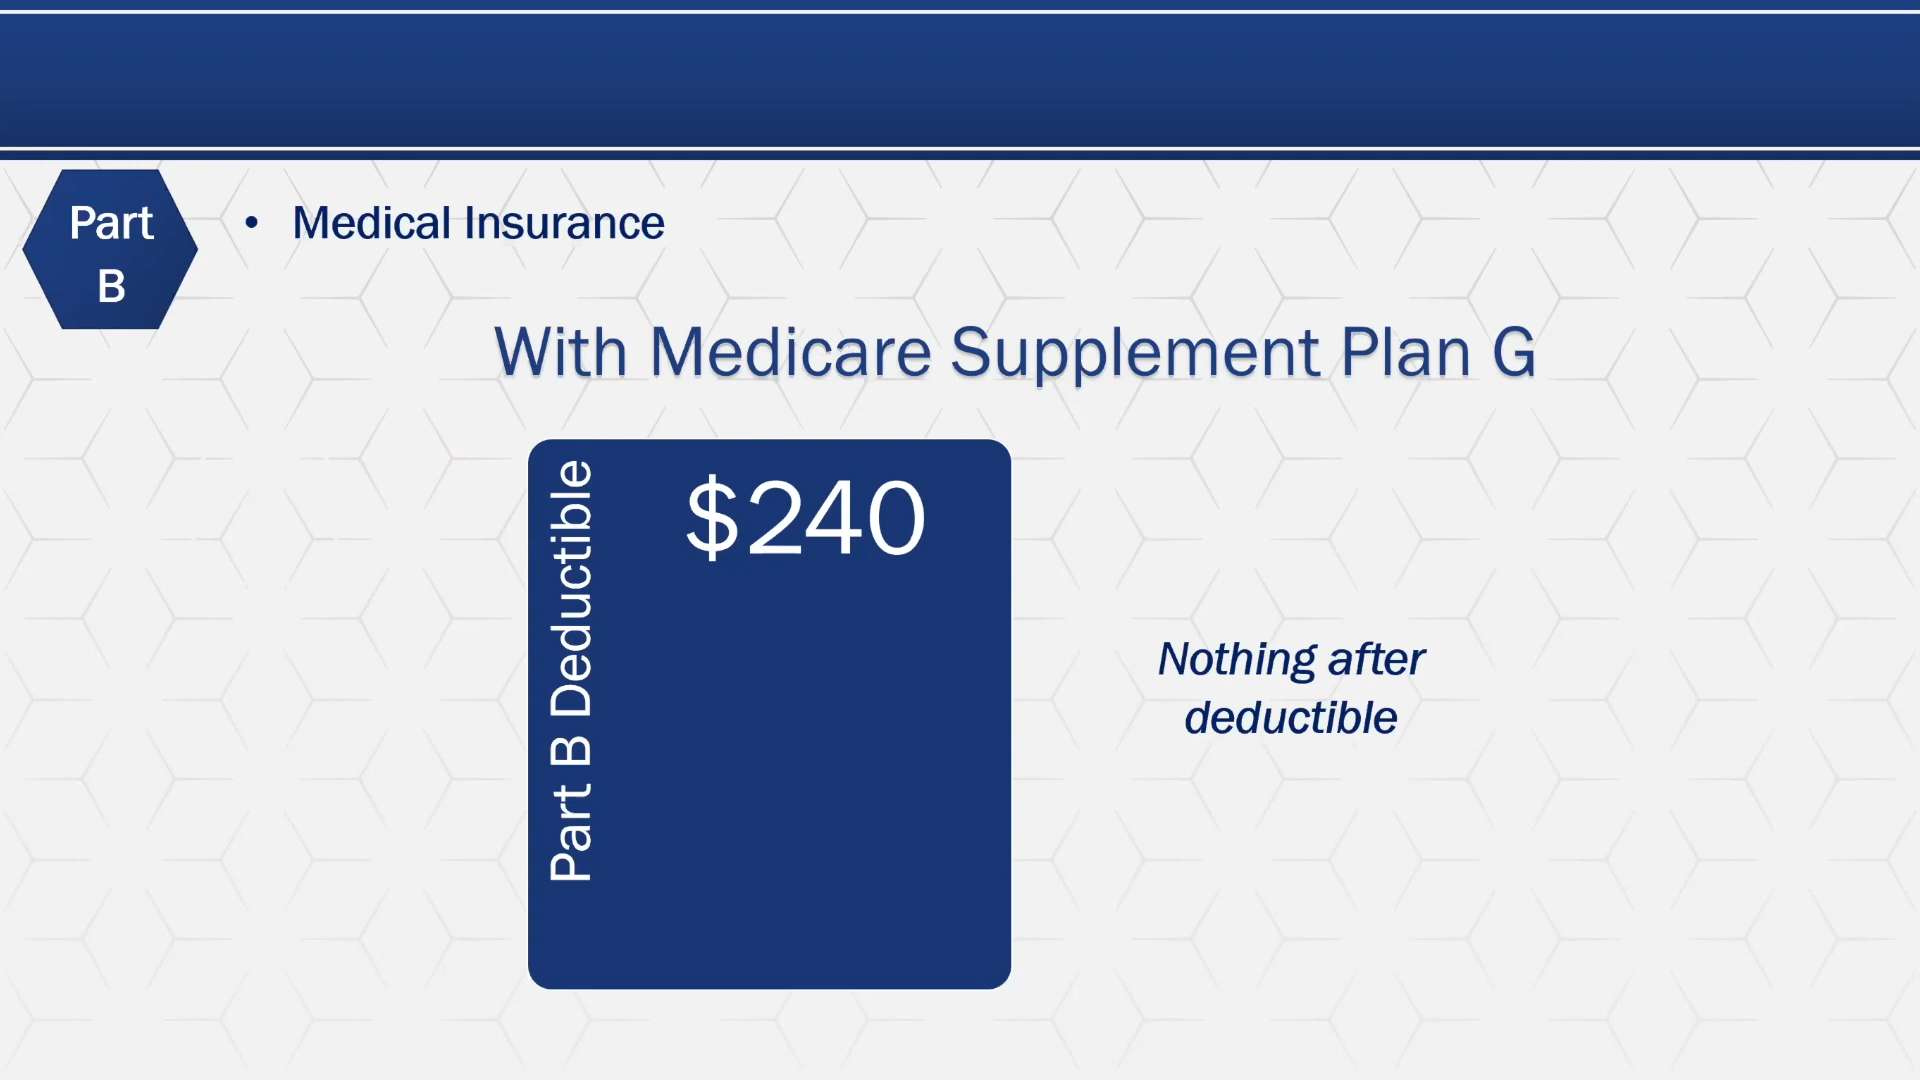 Part
B
• Medical Insurance
With Medicare Supplement Plan G
Part B Deductible
$240
Nothing after
deductible